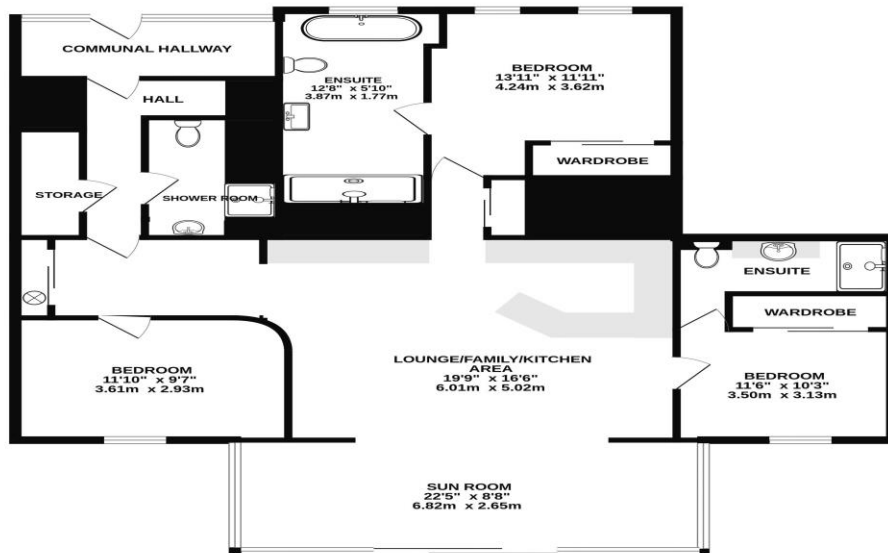 COMMUNAL HALLWAY
HALL
ENSUITE
12'8" x 5'10"
3.87m x 1.77m
BEDROOM
13'11" x 11'11"
4.24m x 3.62m
WARDROBE
STORAGE
SHOWER ROOM
ENSUITE
WARDROBE
BEDROOM
11'10" x 9'7"
3.61m x 2.93m
LOUNGE/FAMILY/KITCHEN
AREA
19'9" x 16'6"
6.01m x 5.02m
BEDROOM
11'6" x 10'3"
3.50m x 3.13m
SUN ROOM
22'5" x 8'8"
6.82m x 2.65m